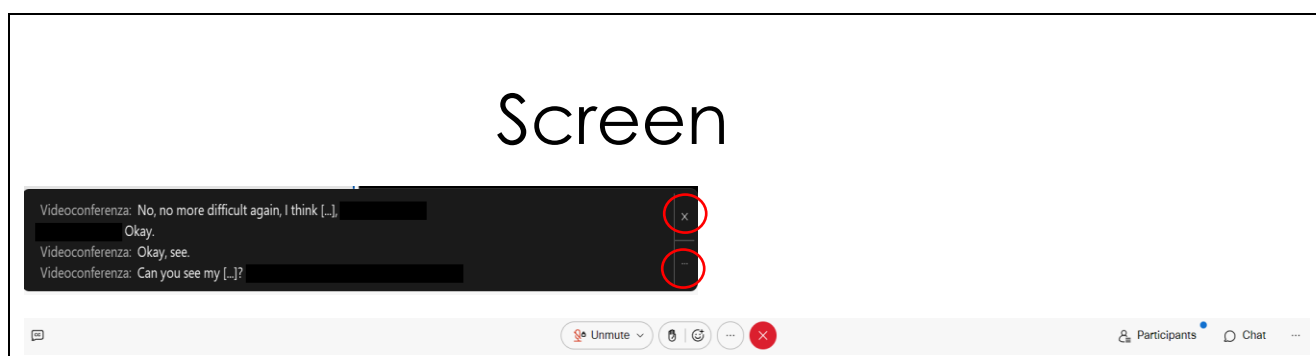 Screen
Videoconferenza: No, no more difficult again, I think [...],
Okay.
Videoconferenza: Okay, see.
Videoconferenza: Can you see my [...]?
Unmute Participants Chat